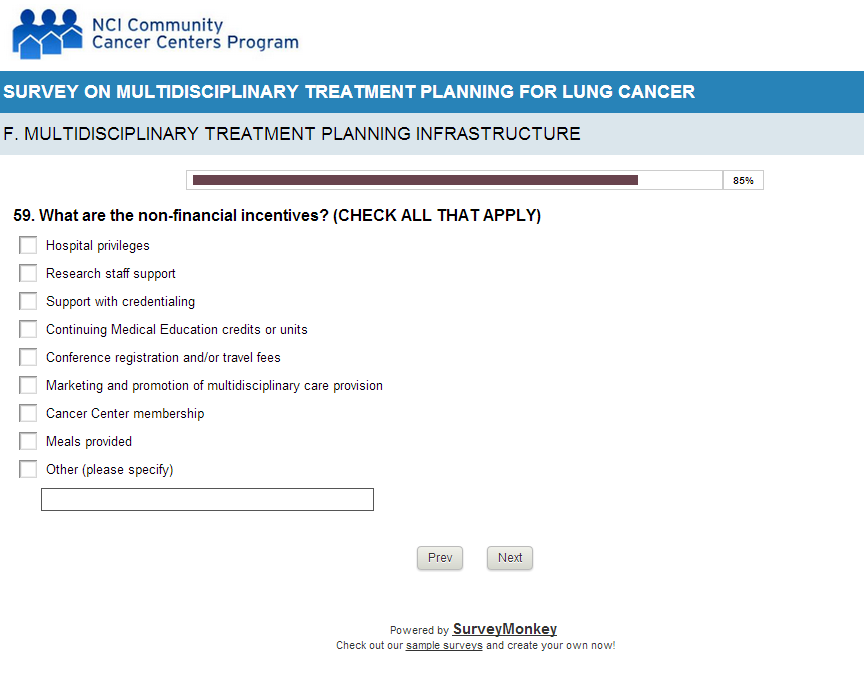 NCI Community
Cancer Centers Program
SURVEY ON MULTIDISCIPLINARY TREATMENT PLANNING FOR LUNG CANCER
F. MULTIDISCIPLINARY TREATMENT PLANNING INFRASTRUCTURE
85%
59. What are the non-financial incentives? (CHECK ALL THAT APPLY)
Hospital privileges
Research staff support
Support with credentialing
Continuing Medical Education credits or units
Conference registration and/or travel fees
Marketing and promotion of multidisciplinary care provision
Cancer Center membership
Meals provided
Other (please specify)
Prev Next
Powered by SurveyMonkey
Check out our sample surveys and create your own now!